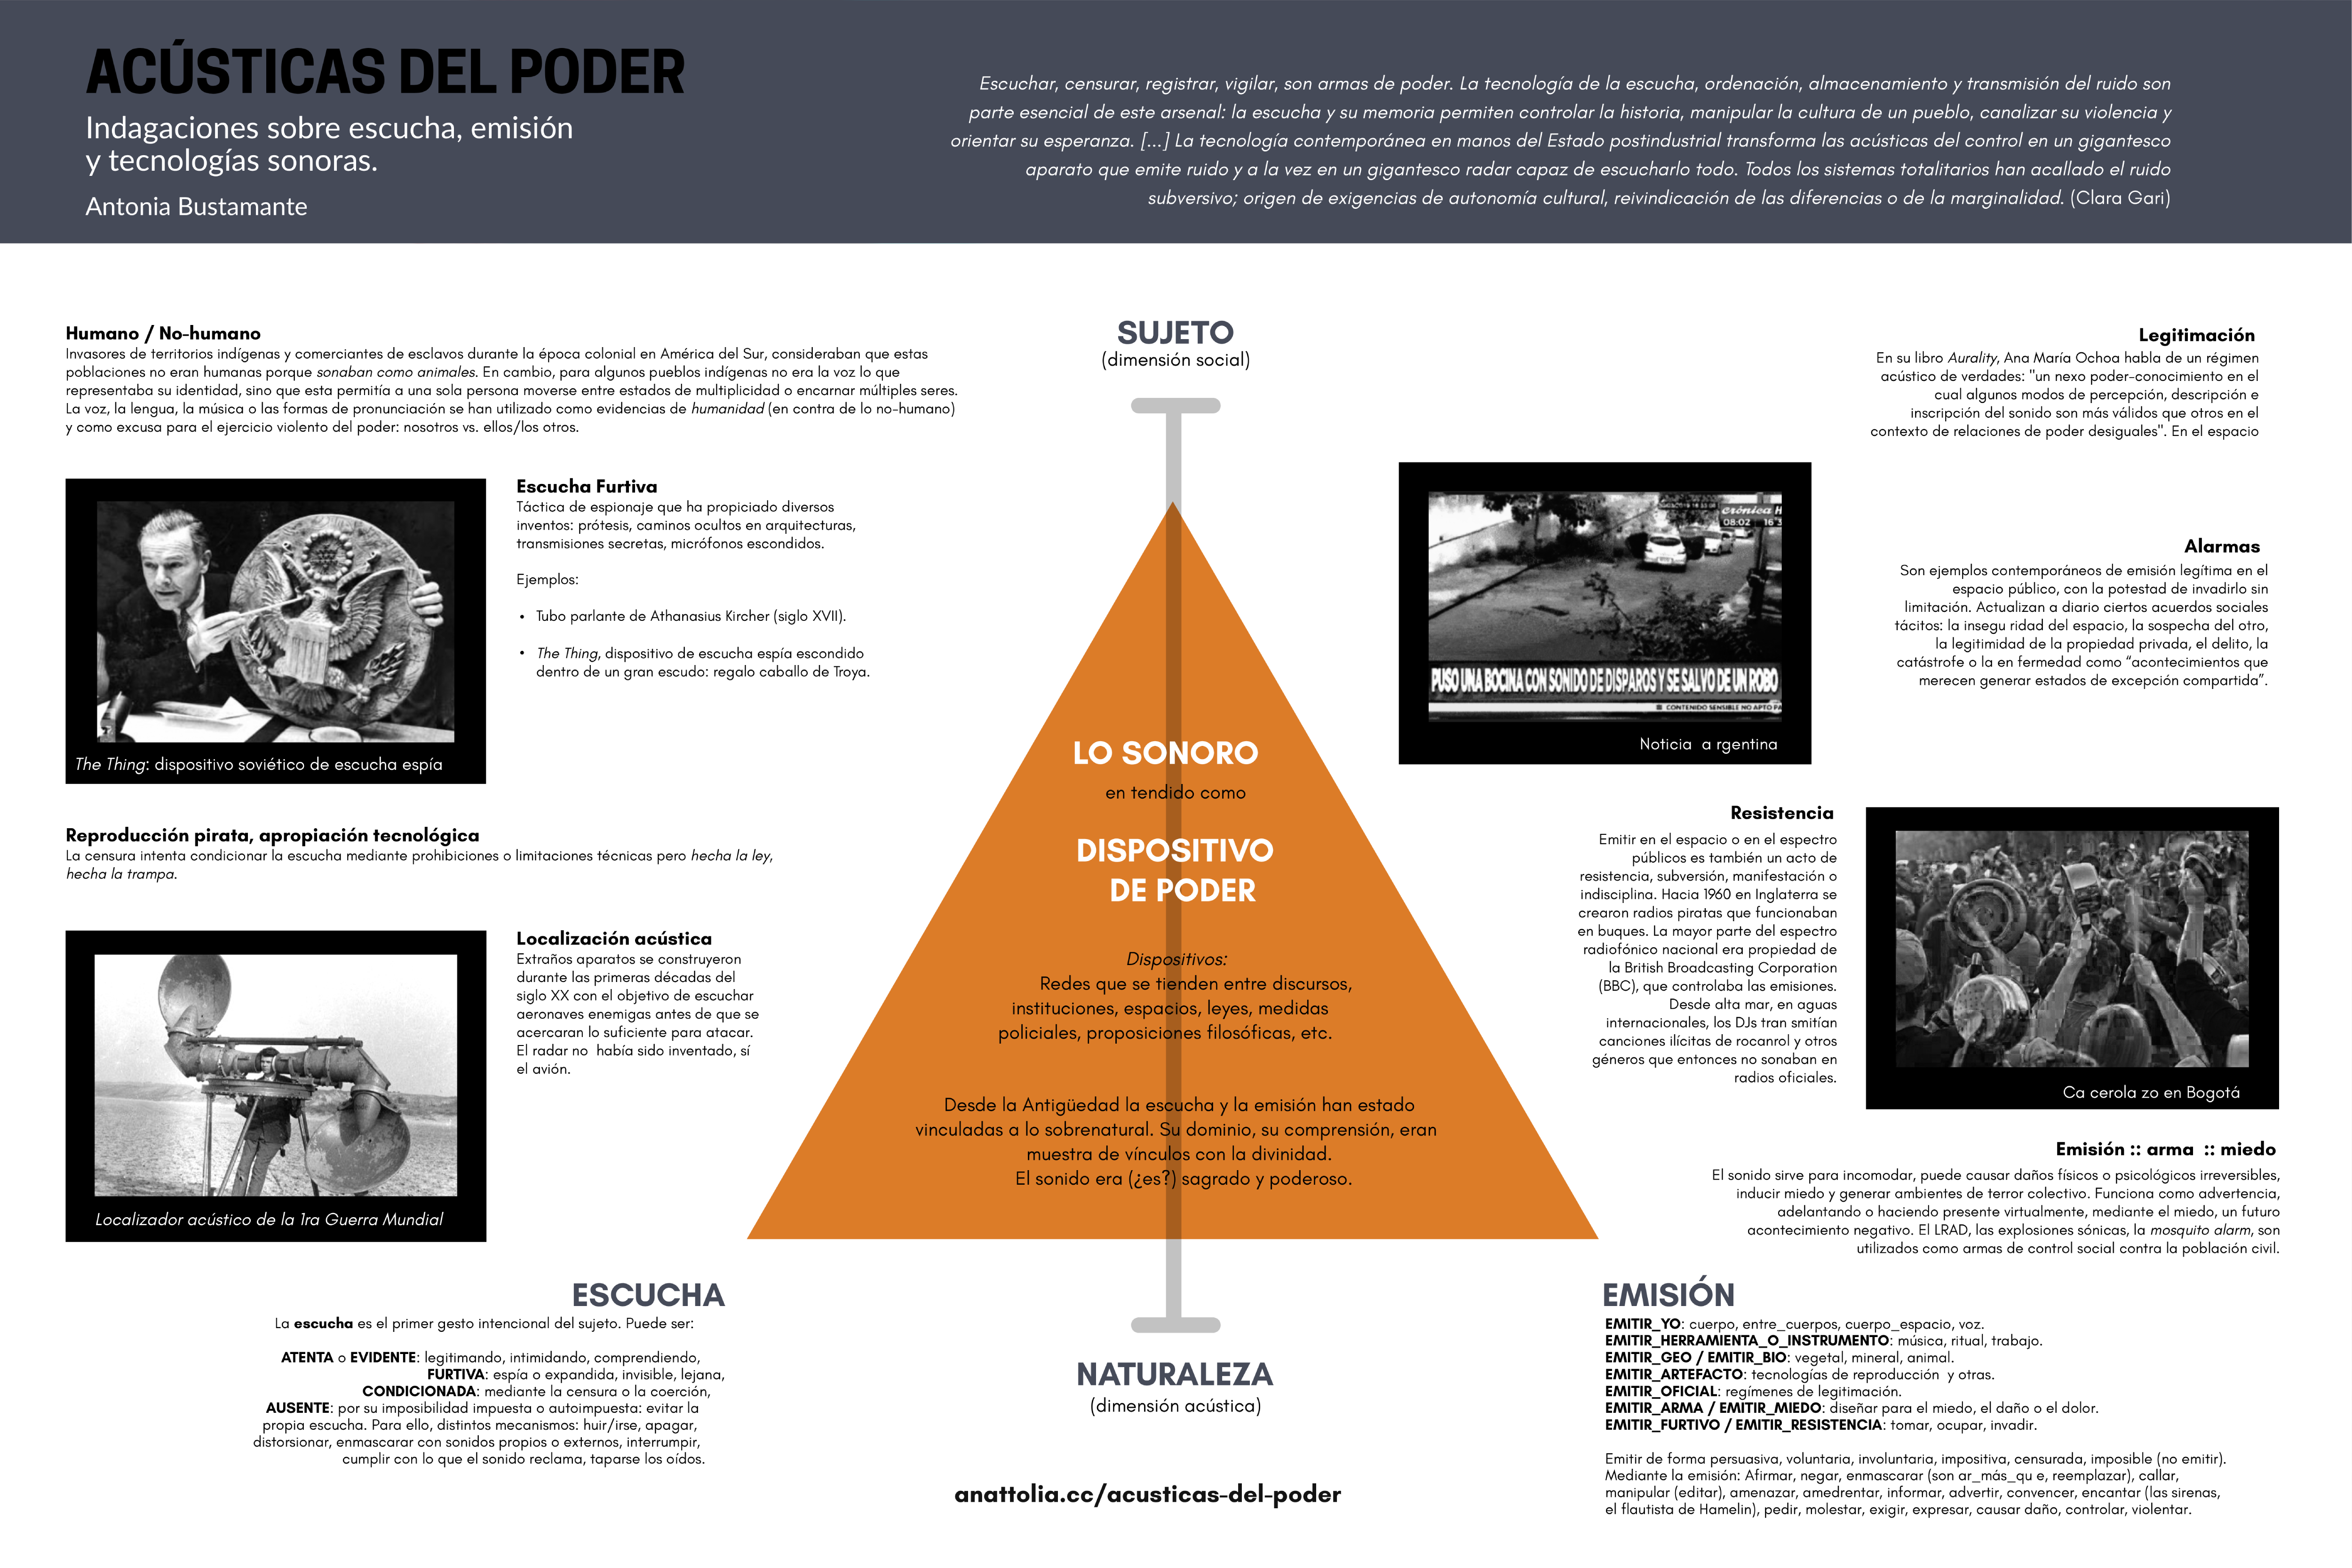 ACÚSTICAS DEL PODER
Indagaciones sobre escucha, emisión
y tecnologías sonoras.
Antonia Bustamante
Escuchar, censurar, registrar, vigilar, son armas de poder. La tecnología de la escucha, ordenación, almacenamiento y transmisión del ruido son
parte esencial de este arsenal: la escucha y su memoria permiten controlar la historia, manipular la cultura de un pueblo, canalizar su violencia y
orientar su esperanza. [...] La tecnología contemporánea en manos del Estado postindustrial transforma las acústicas del control en un gigantesco
aparato que emite ruido y a la vez en un gigantesco radar capaz de escucharlo todo. Todos los sistemas totalitarios han acallado el ruido
subversivo; origen de exigencias de autonomía cultural, reivindicación de las diferencias o de la marginalidad. (Clara Gari)
Humano / No-humano
Invasores de territorios indígenas y comerciantes de esclavos durante la época colonial en América del Sur, consideraban que estas
poblaciones no eran humanas porque sonaban como animales. En cambio, para algunos pueblos indígenas no era la voz lo que
representaba su identidad, sino que esta permitía a una sola persona moverse entre estados de multiplicidad o encarnar múltiples seres.
La voz, la lengua, la música o las formas de pronunciación se han utilizado como evidencias de humanidad (en contra de lo no-humano)
y como excusa para el ejercicio violento del poder: nosotros vs. ellos/los otros.
The Thing: dispositivo soviético de escucha espía
Escucha Furtiva
Táctica de espionaje que ha propiciado diversos
inventos: prótesis, caminos ocultos en arquitecturas,
transmisiones secretas, micrófonos escondidos.
Ejemplos:
• Tubo parlante de Athanasius Kircher (siglo XVII).
• The Thing, dispositivo de escucha espía escondido
dentro de un gran escudo: regalo caballo de Troya.
Reproducción pirata, apropiación tecnológica
La censura intenta condicionar la escucha mediante prohibiciones o limitaciones técnicas pero hecha la ley,
hecha la trampa.
Localizador acústico de la 1ra Guerra Mundial
Localización acústica
Extraños aparatos se construyeron
durante las primeras décadas del
siglo XX con el objetivo de escuchar
aeronaves enemigas antes de que se
acercaran lo suficiente para atacar.
El radar no  había sido inventado, sí
el avión.
ESCUCHA
La escucha es el primer gesto intencional del sujeto. Puede ser:
ATENTA o EVIDENTE: legitimando, intimidando, comprendiendo,
FURTIVA: espía o expandida, invisible, lejana,
CONDICIONADA: mediante la censura o la coerción,
AUSENTE: por su imposibilidad impuesta o autoimpuesta: evitar la
propia escucha. Para ello, distintos mecanismos: huir/irse, apagar,
distorsionar, enmascarar con sonidos propios o externos, interrumpir,
cumplir con lo que el sonido reclama, taparse los oídos.
SUJETO
(dimensión social)
LO SONORO
en tendido como
DISPOSITIVO
DE PODER
Dispositivos:
Redes que se tienden entre discursos,
instituciones, espacios, leyes, medidas
policiales, proposiciones filosóficas, etc.
Desde la Antigüedad la escucha y la emisión han estado
vinculadas a lo sobrenatural. Su dominio, su comprensión, eran
muestra de vínculos con la divinidad.
El sonido era (¿es?) sagrado y poderoso.
NATURALEZA
(dimensión acústica)
anattolia.cc/acusticas-del-poder
Legitimación
En su libro Aurality, Ana María Ochoa habla de un régimen
acústico de verdades: "un nexo poder-conocimiento en el
cual algunos modos de percepción, descripción e
inscripción del sonido son más válidos que otros en el
contexto de relaciones de poder desiguales". En el espacio
crónica H
08:02 16°3
PUSO UNA BOCINA CON SONIDO DE DISPAROS Y SE SALVO DE UN ROBO
CONTENIDO SENSIBLE NO APTO PA
Noticia  a rgentina
Alarmas
Son ejemplos contemporáneos de emisión legítima en el
espacio público, con la potestad de invadirlo sin
limitación. Actualizan a diario ciertos acuerdos sociales
tácitos: la insegu ridad del espacio, la sospecha del otro,
la legitimidad de la propiedad privada, el delito, la
catástrofe o la en fermedad como “acontecimientos que
merecen generar estados de excepción compartida”.
Resistencia
Emitir en el espacio o en el espectro
públicos es también un acto de
resistencia, subversión, manifestación o
indisciplina. Hacia 1960 en Inglaterra se
crearon radios piratas que funcionaban
en buques. La mayor parte del espectro
radiofónico nacional era propiedad de
la British Broadcasting Corporation
(BBC), que controlaba las emisiones.
Desde alta mar, en aguas
internacionales, los DJs tran smitían
canciones ilícitas de rocanrol y otros
géneros que entonces no sonaban en
radios oficiales.
Ca cerola zo en Bogotá
Emisión :: arma  :: miedo
El sonido sirve para incomodar, puede causar daños físicos o psicológicos irreversibles,
inducir miedo y generar ambientes de terror colectivo. Funciona como advertencia,
adelantando o haciendo presente virtualmente, mediante el miedo, un futuro
acontecimiento negativo. El LRAD, las explosiones sónicas, la mosquito alarm, son
utilizados como armas de control social contra la población civil.
EMISIÓN
EMITIR_YO: cuerpo, entre_cuerpos, cuerpo_espacio, voz.
EMITIR_HERRAMIENTA_O_INSTRUMENTO: música, ritual, trabajo.
EMITIR_GEO / EMITIR_BIO: vegetal, mineral, animal.
EMITIR_ARTEFACTO: tecnologías de reproducción  y otras.
EMITIR_OFICIAL: regímenes de legitimación.
EMITIR_ARMA / EMITIR_MIEDO: diseñar para el miedo, el daño o el dolor.
EMITIR_FURTIVO / EMITIR_RESISTENCIA: tomar, ocupar, invadir.
Emitir de forma persuasiva, voluntaria, involuntaria, impositiva, censurada, imposible (no emitir).
Mediante la emisión: Afirmar, negar, enmascarar (son ar_más_qu e, reemplazar), callar,
manipular (editar), amenazar, amedrentar, informar, advertir, convencer, encantar (las sirenas,
el flautista de Hamelin), pedir, molestar, exigir, expresar, causar daño, controlar, violentar.